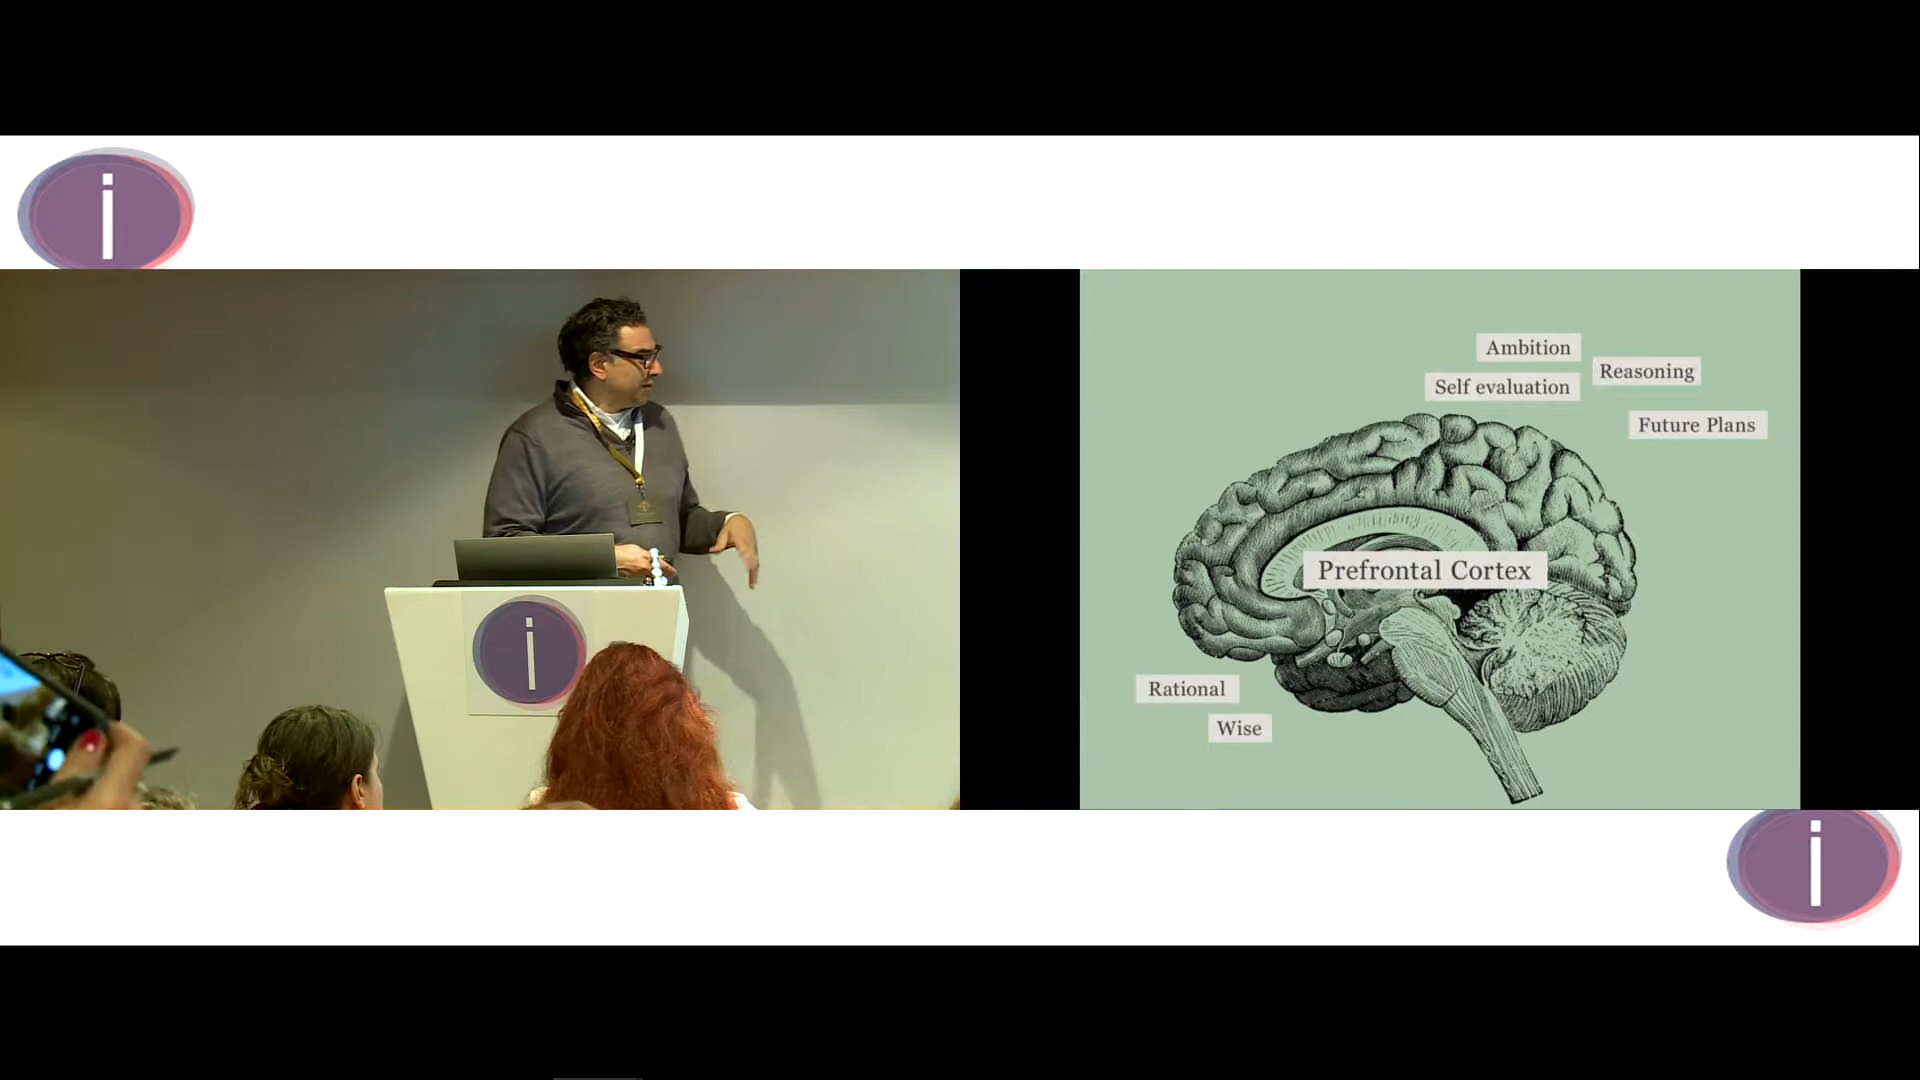 i
i
Ambition
Reasoning
Self evaluation
Future Plans
Prefrontal Cortex
Rational
Wise
i